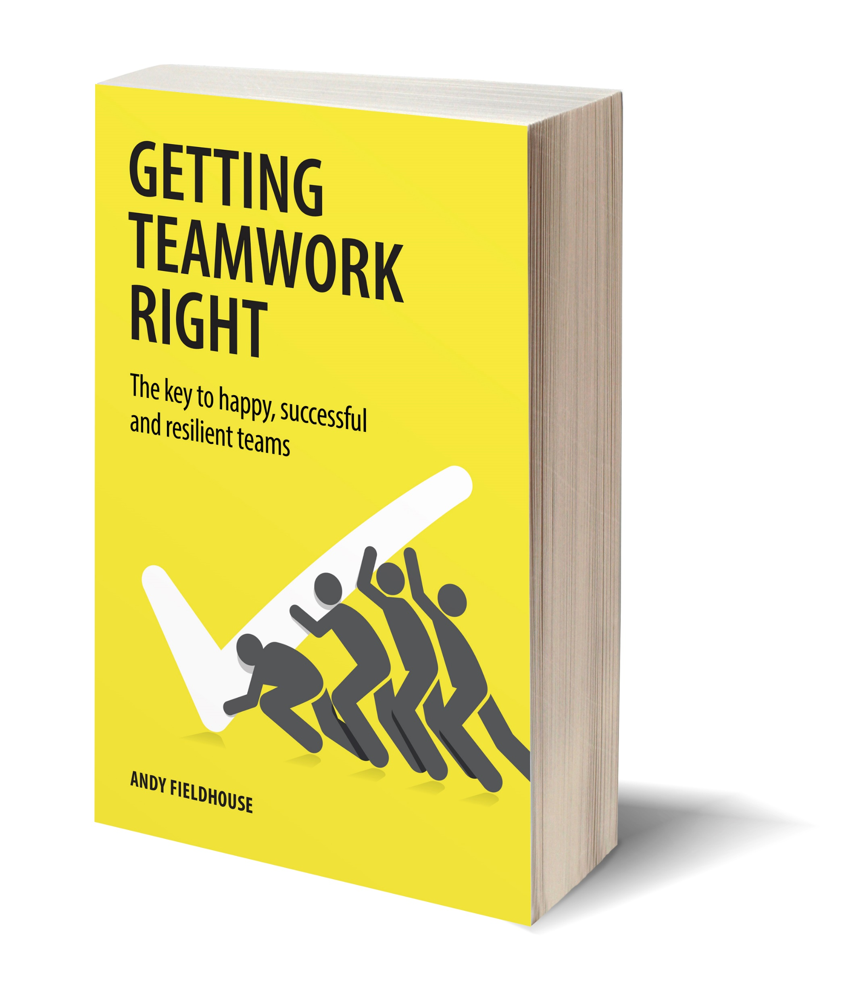 GETTING
TEAMWORK
RIGHT
The key to happy, successful
and resilient teams
ANDY FIELDHOUSE